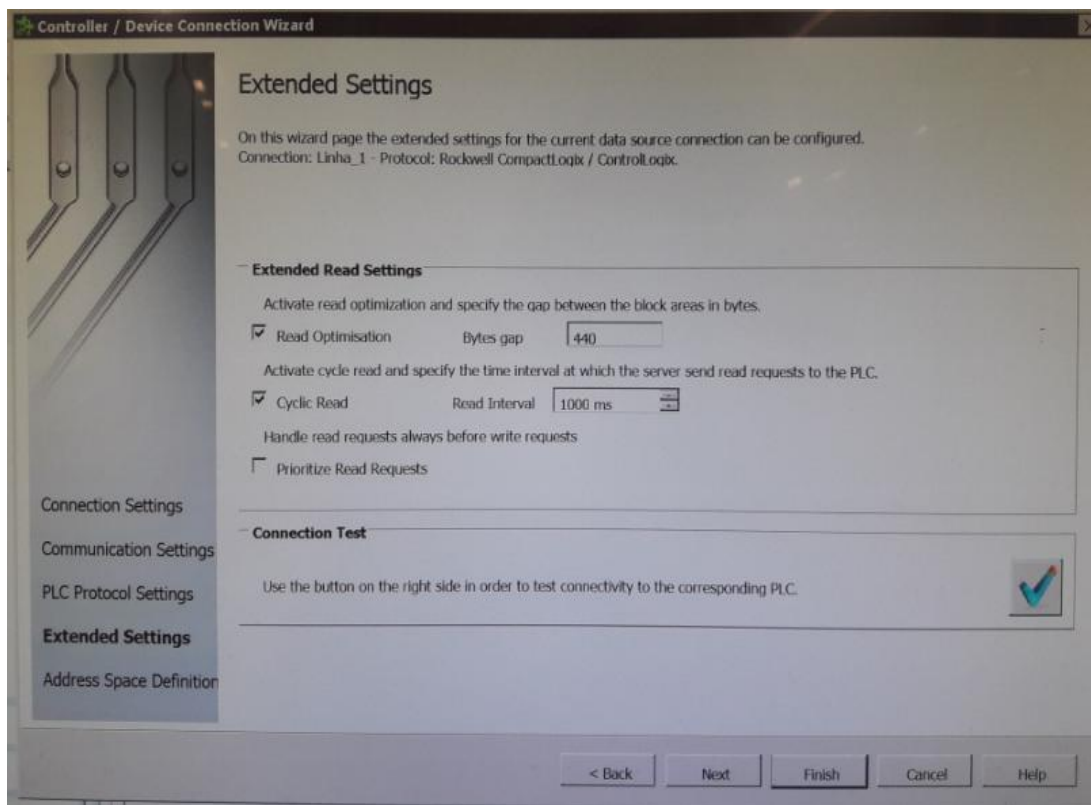 Controller / Device Connection Wizard
Extended Settings
On this wizard page the extended settings for the current data source connection can be configured.
Connection: Linha_1 - Protocol: Rockwell CompactLogix / ControlLogix.
Extended Read Settings
Activate read optimization and specify the gap between the block areas in bytes.
Read Optimisation Bytes gap 440
Activate cycle read and specify the time interval at which the server send read requests to the PLC.
Cyclic Read Read Interval 1000 ms
Handle read requests always before write requests
Prioritize Read Requests
Connection Test
Use the button on the right side in order to test connectivity to the corresponding PLC.
Connection Settings
Communication Settings
PLC Protocol Settings
Extended Settings
Address Space Definition
< Back Next Finish Cancel Help